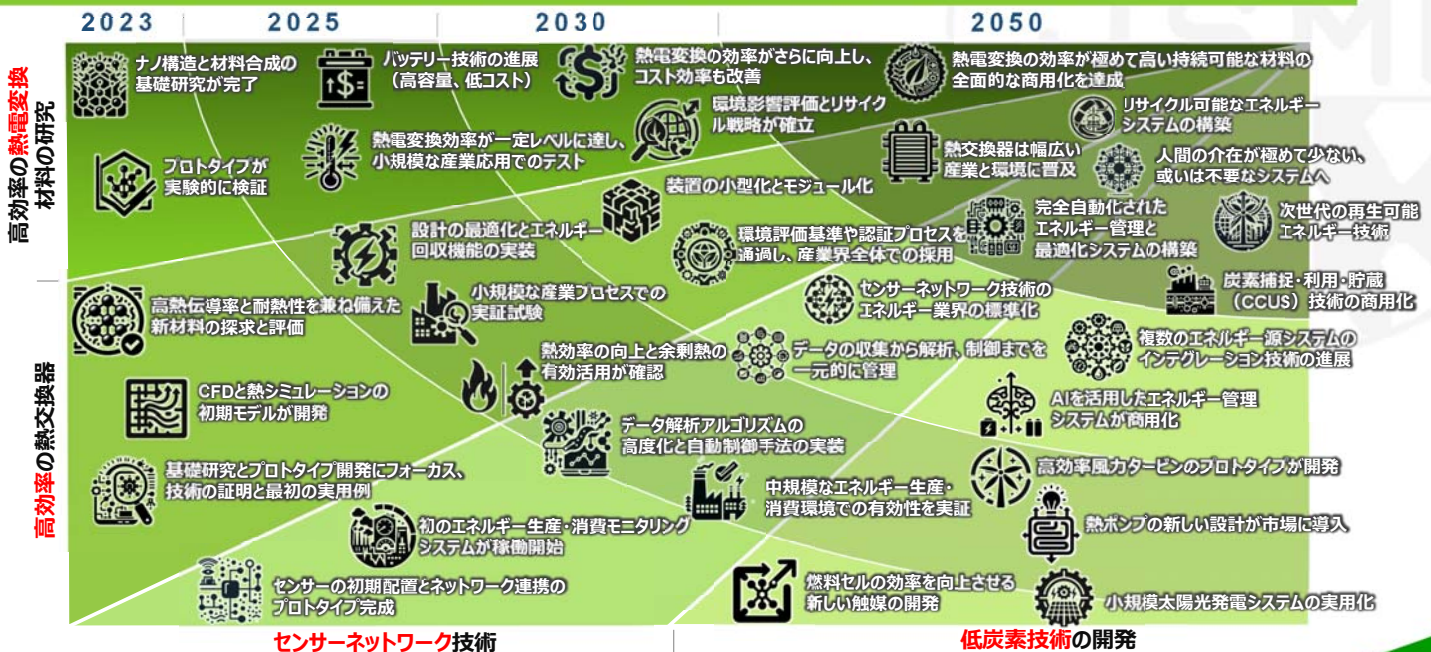 2023
2025
2030
2050
高効率の熱電変換
材料の研究
高効率の熱交換器
ナノ構造と材料合成の
基礎研究が完了
バッテリー技術の進展
（高容量、低コスト）
熱電変換の効率がさらに向上し、
コスト効率も改善
熱電変換の効率が極めて高い持続可能な材料の
全面的な商用化を達成
環境影響評価とリサイク
ル戦略が確立
リサイクル可能なエネルギー
システムの構築
プロトタイプが
実験的に検証
熱電変換効率が一定レベルに達し、
小規模な産業応用でのテスト
熱交換器は幅広い
産業と環境に普及
人間の介在が極めて少ない、
或いは不要なシステムへ
装置の小型化とモジュール化
設計の最適化とエネルギー
回収機能の実装
環境評価基準や認証プロセスを
通過し、産業界全体での採用
完全自動化された
エネルギー管理と
最適化システムの構築
次世代の再生可能
エネルギー技術
高熱伝導率と耐熱性を兼ね備えた
新材料の探求と評価
小規模な産業プロセスでの
実証試験
センサーネットワーク技術の
エネルギー業界の標準化
炭素捕捉・利用・貯蔵
（CCUS）技術の商用化
熱効率の向上と余剰熱の
有効活用が確認
データの収集から解析、制御までを
一元的に管理
複数のエネルギー源システムの
インテグレーション技術の進展
CFDと熱シミュレーションの
初期モデルが開発
データ解析アルゴリズムの
高度化と自動制御手法の実装
AIを活用したエネルギー管理
システムが商用化
基礎研究とプロトタイプ開発にフォーカス、
技術の証明と最初の実用例
中規模なエネルギー生産・
消費環境での有効性を実証
高効率風力タービンのプロトタイプが開発
初のエネルギー生産・消費モニタリング
システムが稼働開始
熱ポンプの新しい設計が市場に導入
センサーの初期配置とネットワーク連携の
プロトタイプ完成
燃料セルの効率を向上させる
新しい触媒の開発
小規模太陽光発電システムの実用化
センサーネットワーク技術
低炭素技術の開発